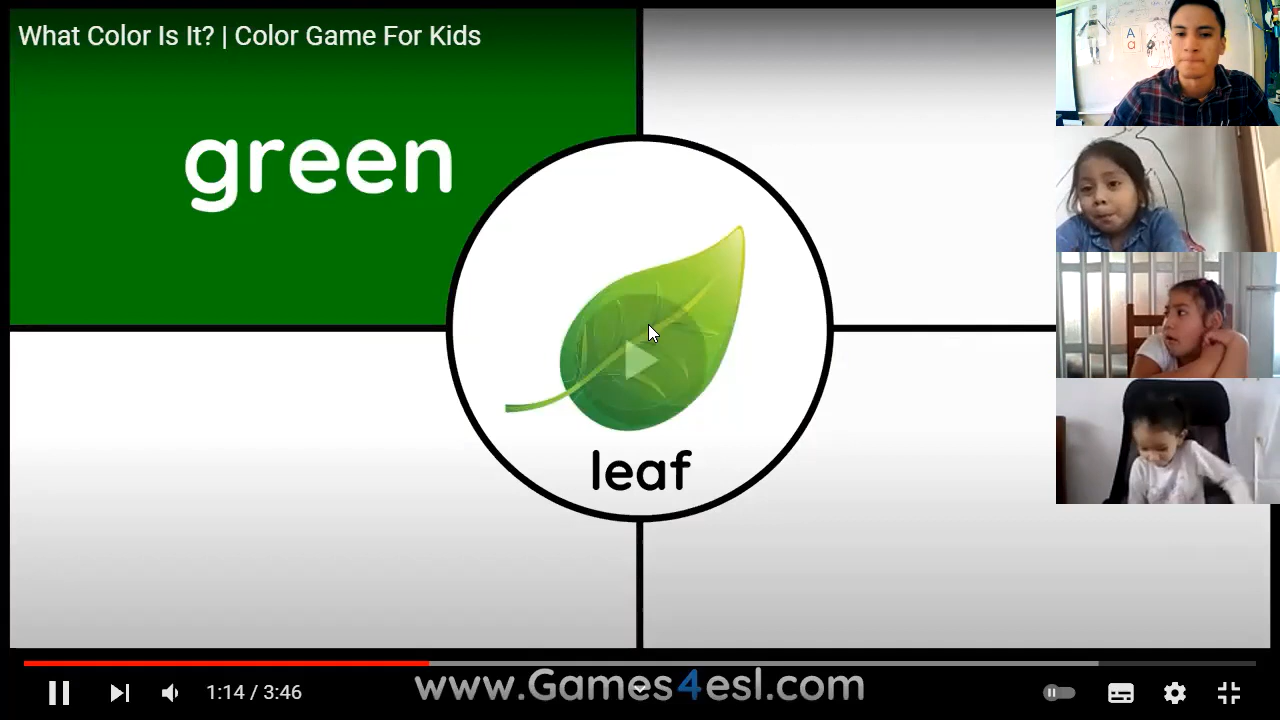 What Color Is It? | Color Game For Kids
green
leaf
A
a
1:14 / 3:46
www.Games4esl.com